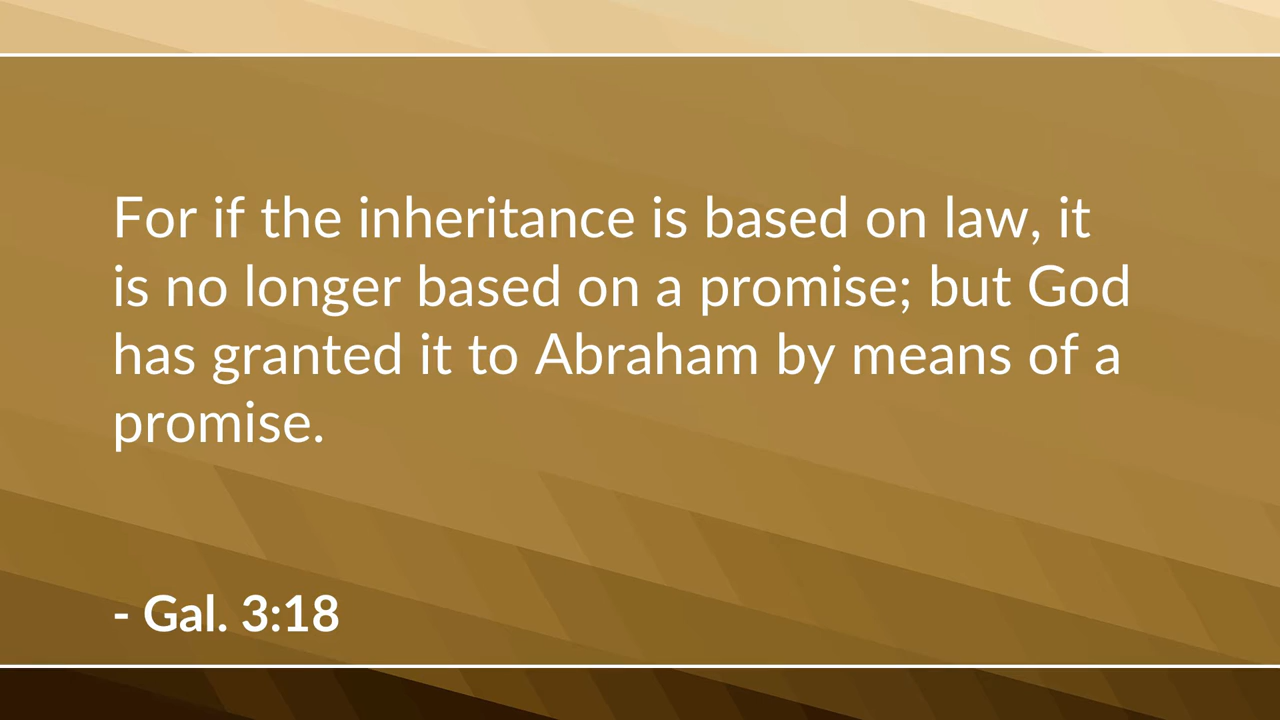 For if the inheritance is based on law, it
is no longer based on a promise; but God
has granted it to Abraham by means of a
promise.
- Gal. 3:18